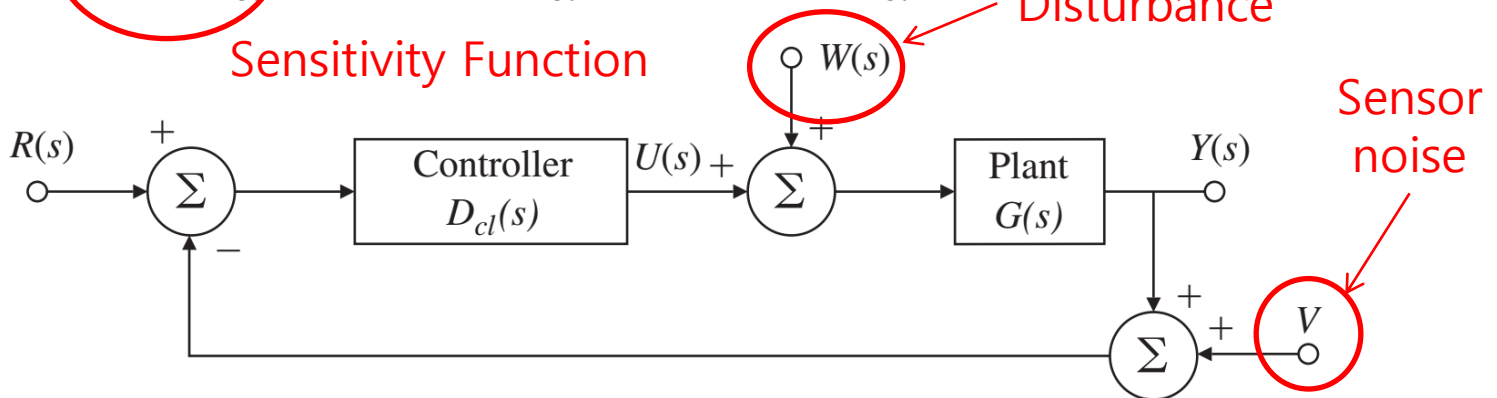 Disturbance
Sensitivity Function
W(s)
Sensor
noise
R(s)
+
Σ
−
Controller
D_cl(s)
U(s)
+
+
Σ
Plant
G(s)
Y(s)
+
+
Σ
V